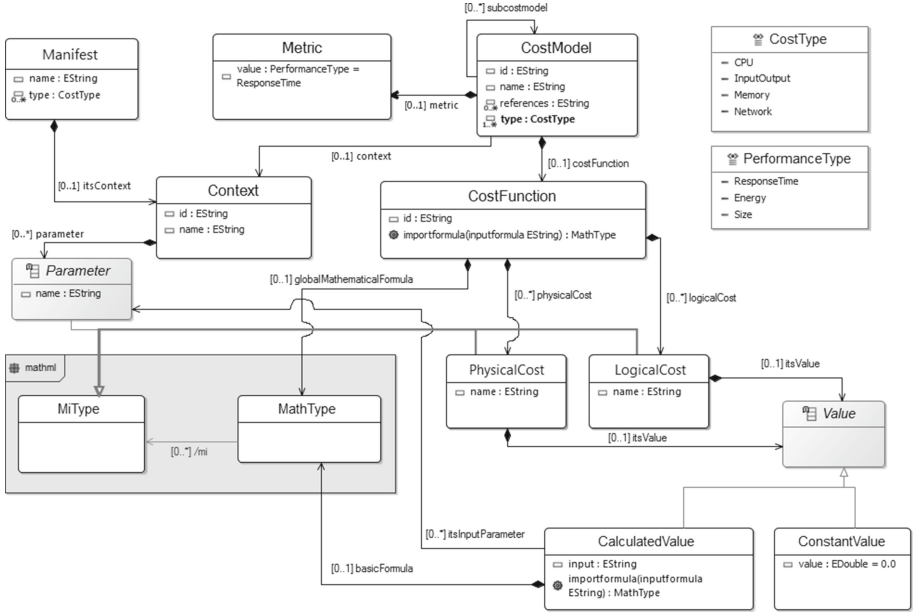 [0..*] subcostmodel
Manifest
name : EString
0..* type : CostType
Metric
value : PerformanceType =
ResponseTime
CostModel
id : EString
name : EString
0..* references : EString
1..* type : CostType
CostType
CPU
InputOutput
Memory
Network
[0..1] metric
[0..1] context
[0..1] costFunction
PerformanceType
ResponseTime
Energy
Size
[0..1] itsContext
Context
id : EString
name : EString
CostFunction
id : EString
importformula(inputformula EString) : MathType
[0..*] parameter
Parameter
name : EString
[0..1] globalMathematicalFormula
[0..*] physicalCost
[0..*] logicalCost
mathml
MiType
MathType
[0..*] /mi
PhysicalCost
name : EString
LogicalCost
name : EString
[0..1] itsValue
Value
[0..1] itsValue
[0..*] itsInputParameter
[0..1] basicFormula
CalculatedValue
input : EString
importformula(inputformula
EString) : MathType
ConstantValue
value : EDouble = 0.0